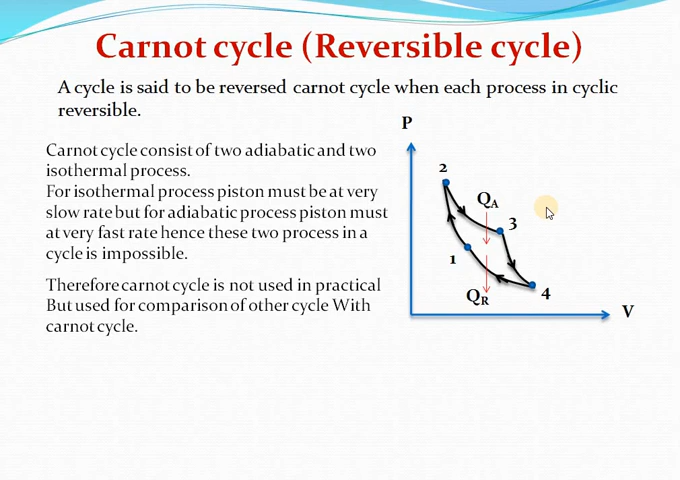 Carnot cycle (Reversible cycle)
A cycle is said to be reversed carnot cycle when each process in cyclic
reversible.
Carnot cycle consist of two adiabatic and two
isothermal process.
For isothermal process piston must be at very
slow rate but for adiabatic process piston must
at very fast rate hence these two process in a
cycle is impossible.
Therefore carnot cycle is not used in practical
But used for comparison of other cycle With
carnot cycle.
P
2
QA
3
1
QR
4
V